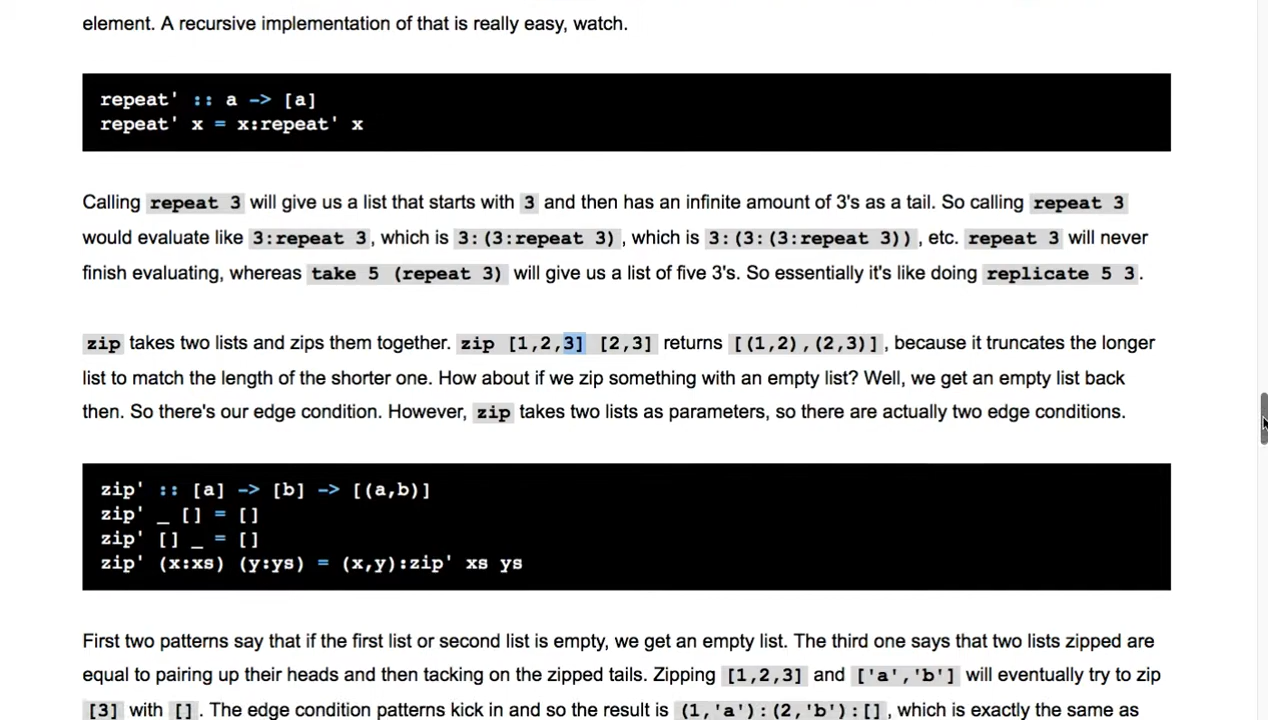 element. A recursive implementation of that is really easy, watch.
repeat' :: a -> [a]
repeat' x = x:repeat' x
Calling repeat 3 will give us a list that starts with 3 and then has an infinite amount of 3's as a tail. So calling repeat 3
would evaluate like 3:repeat 3, which is 3:(3:repeat 3), which is 3:(3:(3:repeat 3)), etc. repeat 3 will never
finish evaluating, whereas take 5 (repeat 3) will give us a list of five 3's. So essentially it's like doing replicate 5 3.
zip takes two lists and zips them together. zip [1,2,3] [2,3] returns [(1,2),(2,3)], because it truncates the longer
list to match the length of the shorter one. How about if we zip something with an empty list? Well, we get an empty list back
then. So there's our edge condition. However, zip takes two lists as parameters, so there are actually two edge conditions.
zip' :: [a] -> [b] -> [(a,b)]
zip' _ [] = []
zip' [] _ = []
zip' (x:xs) (y:ys) = (x,y):zip' xs ys
First two patterns say that if the first list or second list is empty, we get an empty list. The third one says that two lists zipped are
equal to pairing up their heads and then tacking on the zipped tails. Zipping [1,2,3] and ['a','b'] will eventually try to zip
[3] with []. The edge condition patterns kick in and so the result is (1,'a'):(2,'b'):[], which is exactly the same as